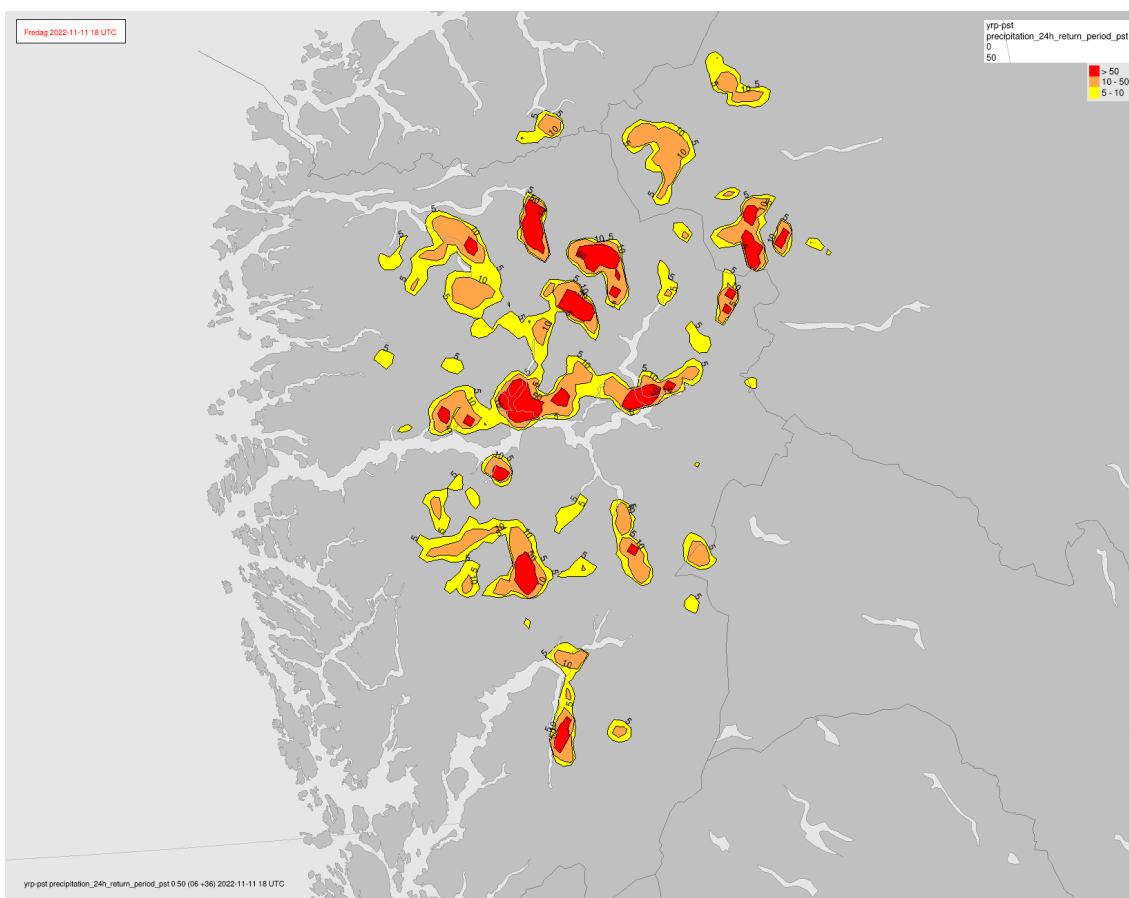 Fredag 2022-11-11 18 UTC
yrp-pst
precipitation_24h_return_period_pst
0
50
> 50
10 - 50
5 - 10
yrp-pst precipitation_24h_return_period_pst 0 50 (06 +36) 2022-11-11 18 UTC